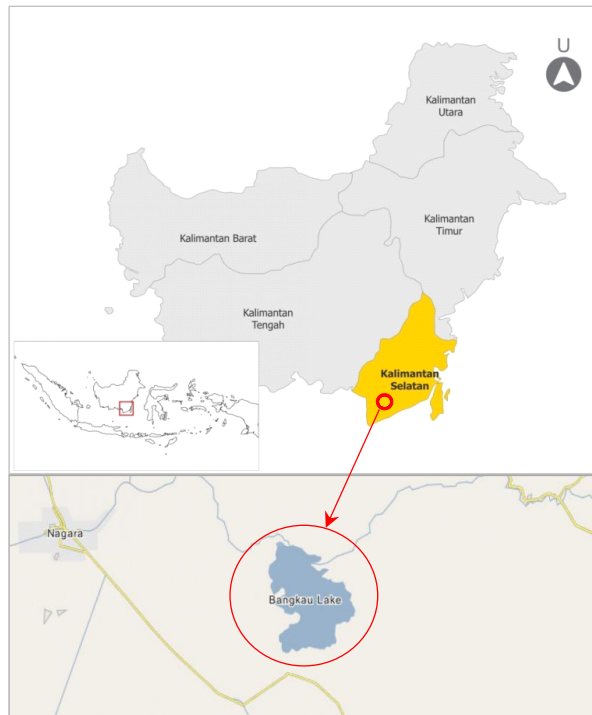 U
Kalimantan
Utara
Kalimantan
Timur
Kalimantan Barat
Kalimantan
Tengah
Kalimantan
Selatan
Nagara
Bangkau Lake